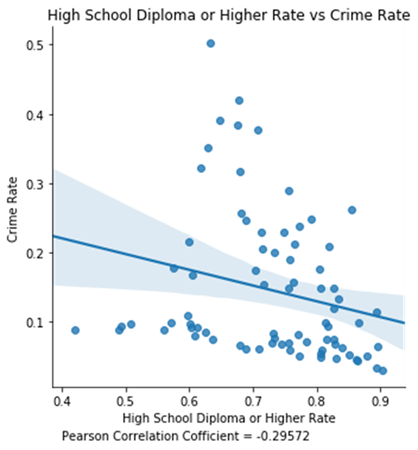 High School Diploma or Higher Rate vs Crime Rate
0.5
0.4
0.3
0.2
0.1
Crime Rate
0.4 0.5 0.6 0.7 0.8 0.9
High School Diploma or Higher Rate
Pearson Correlation Cofficient = -0.29572